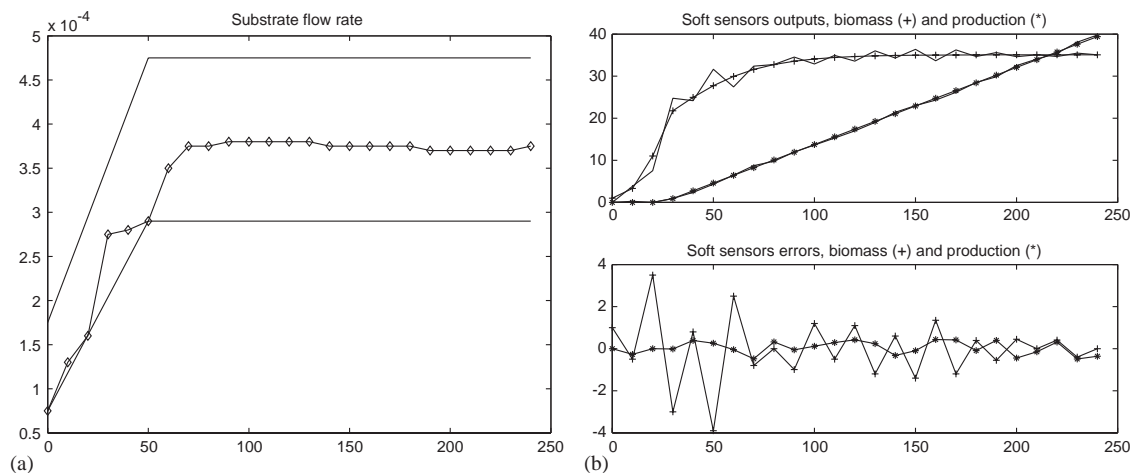 Substrate flow rate
5 x 10-4
4.5
4
3.5
3
2.5
2
1.5
1
0.5
0 50 100 150 200 250
(a)
Soft sensors outputs, biomass (+) and production (*)
40
30
20
10
0
0 50 100 150 200 250
Soft sensors errors, biomass (+) and production (*)
4
2
0
-2
-4
0 50 100 150 200 250
(b)